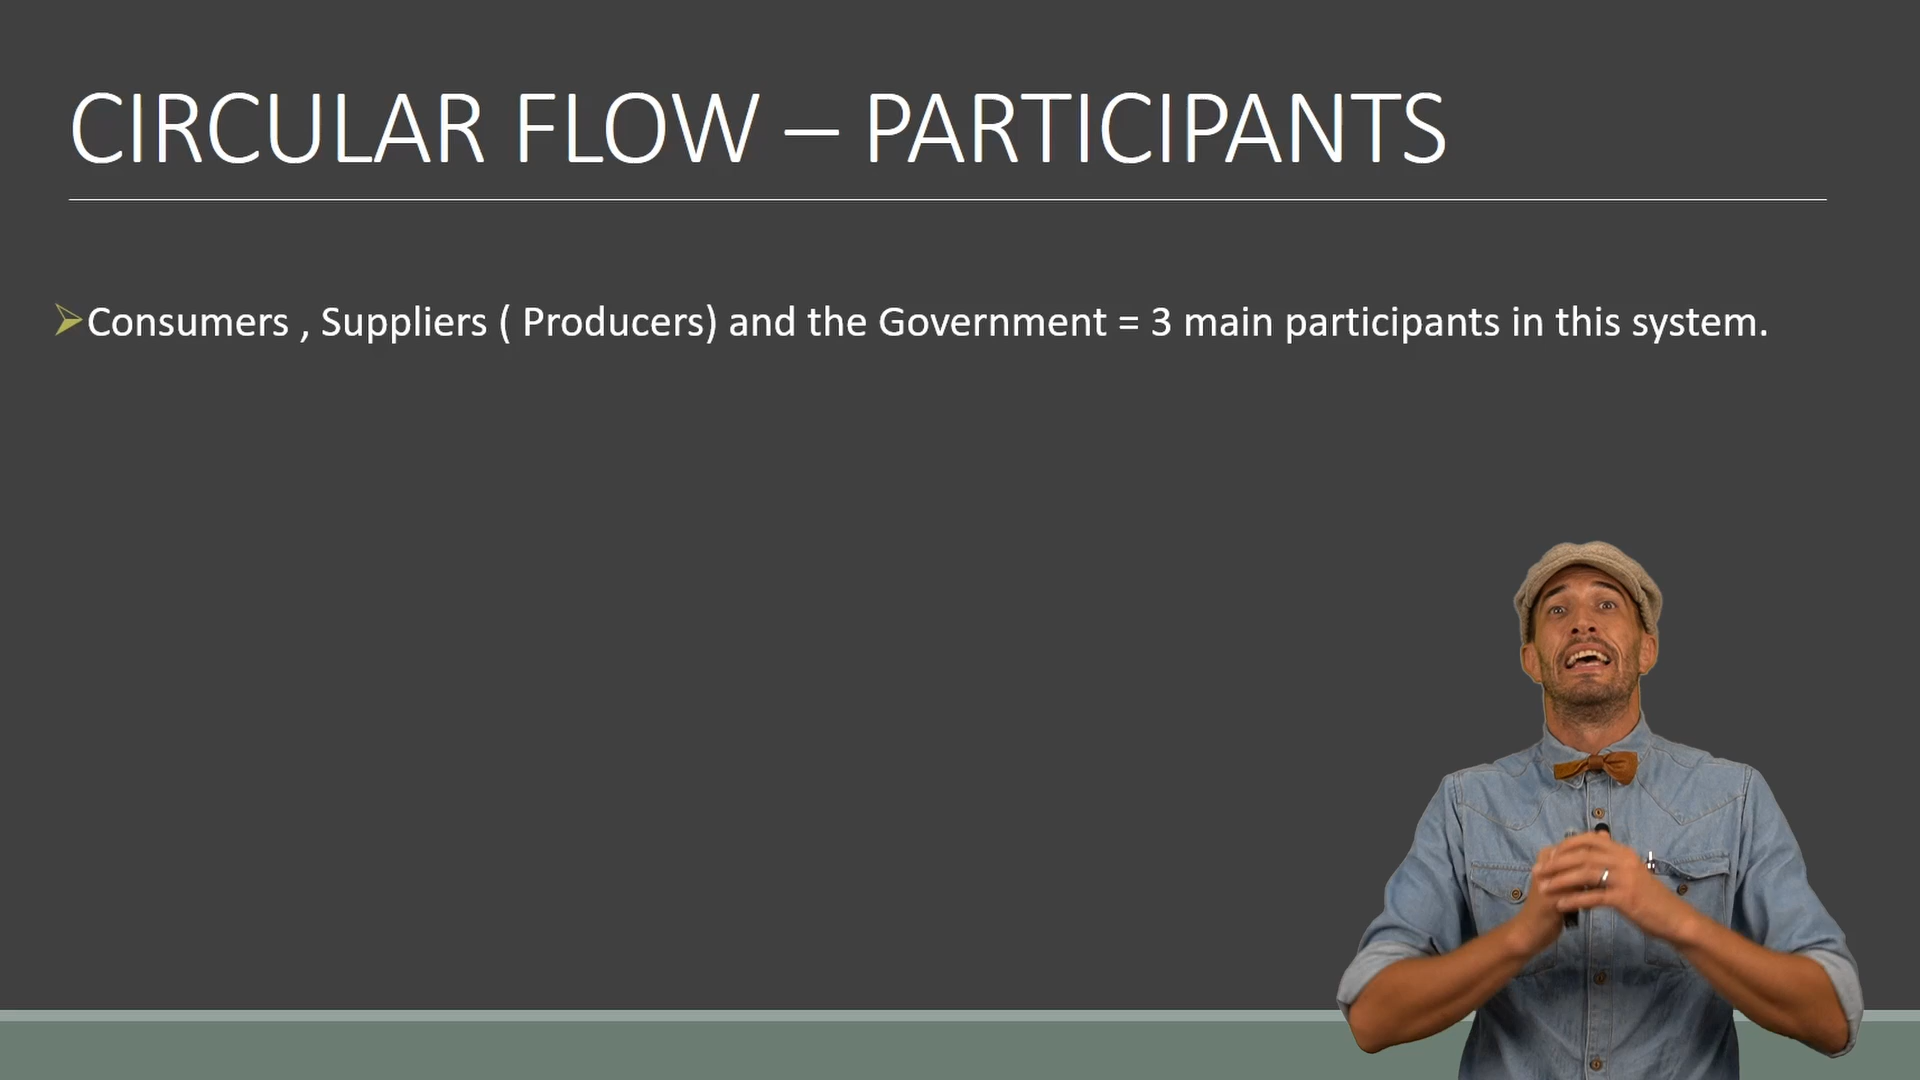 CIRCULAR FLOW – PARTICIPANTS
Consumers , Suppliers ( Producers) and the Government = 3 main participants in this system.